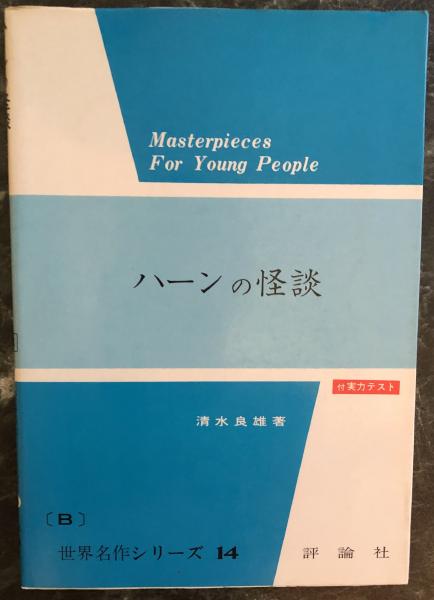 Masterpieces
For Young People
ハーンの怪談
付実力テスト
清水良雄著
〔B〕
世界名作シリーズ 14
評論社